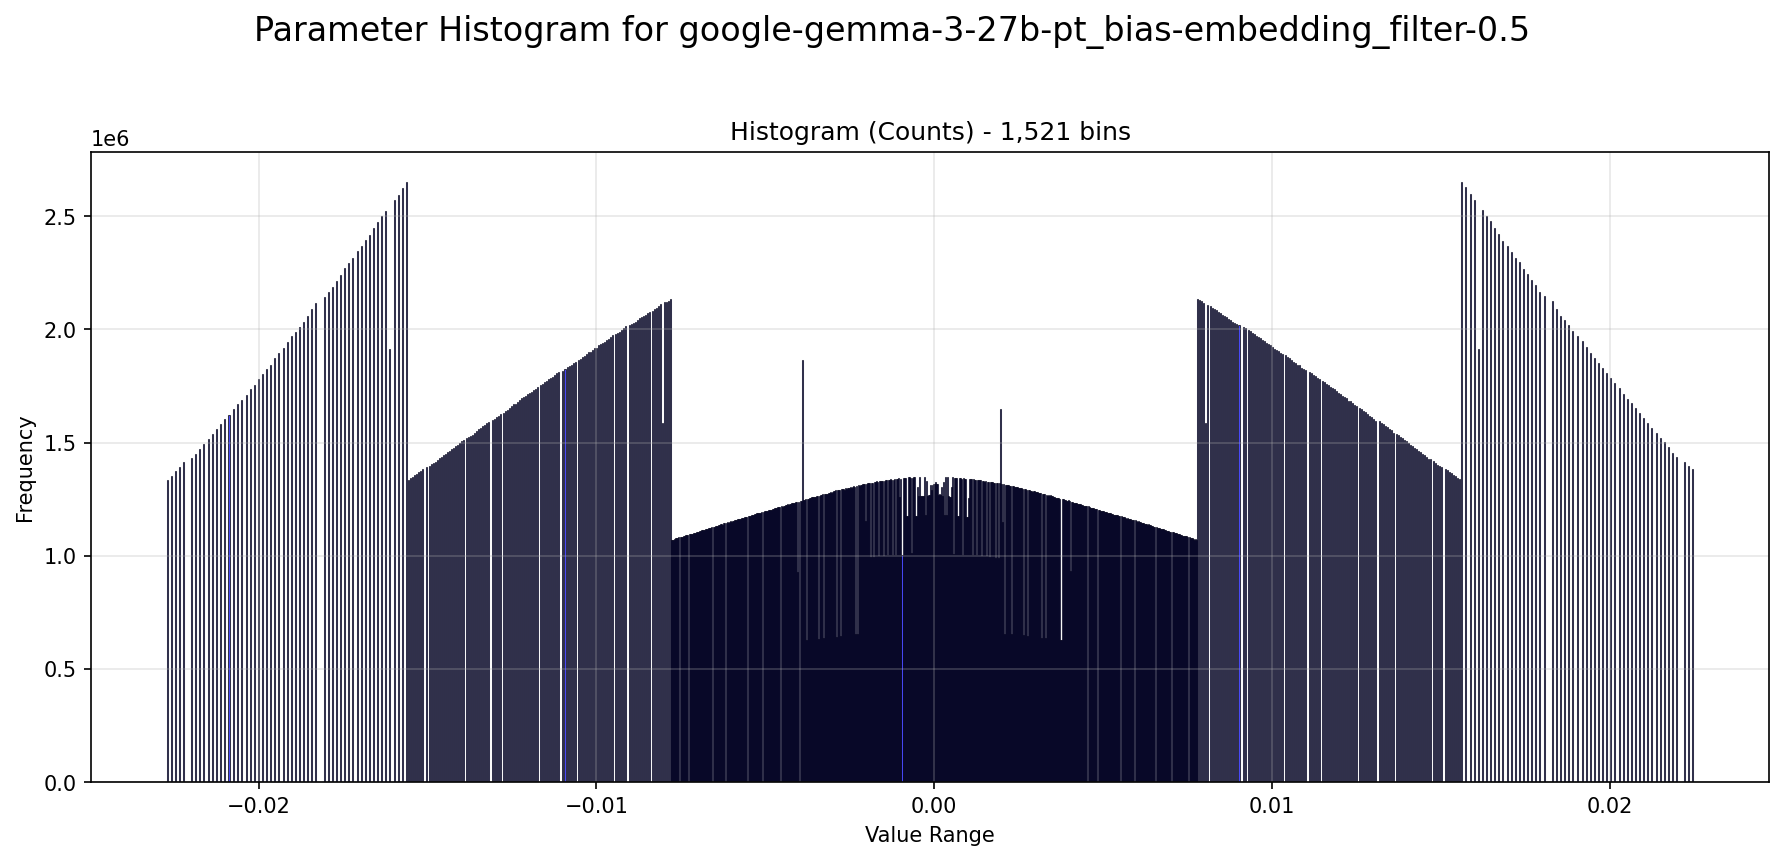 Parameter Histogram for google-gemma-3-27b-pt_bias-embedding_filter-0.5
Histogram (Counts) - 1,521 bins
1e6
2.5
2.0
1.5
1.0
0.5
0.0
Frequency
−0.02
−0.01
0.00
0.01
0.02
Value Range